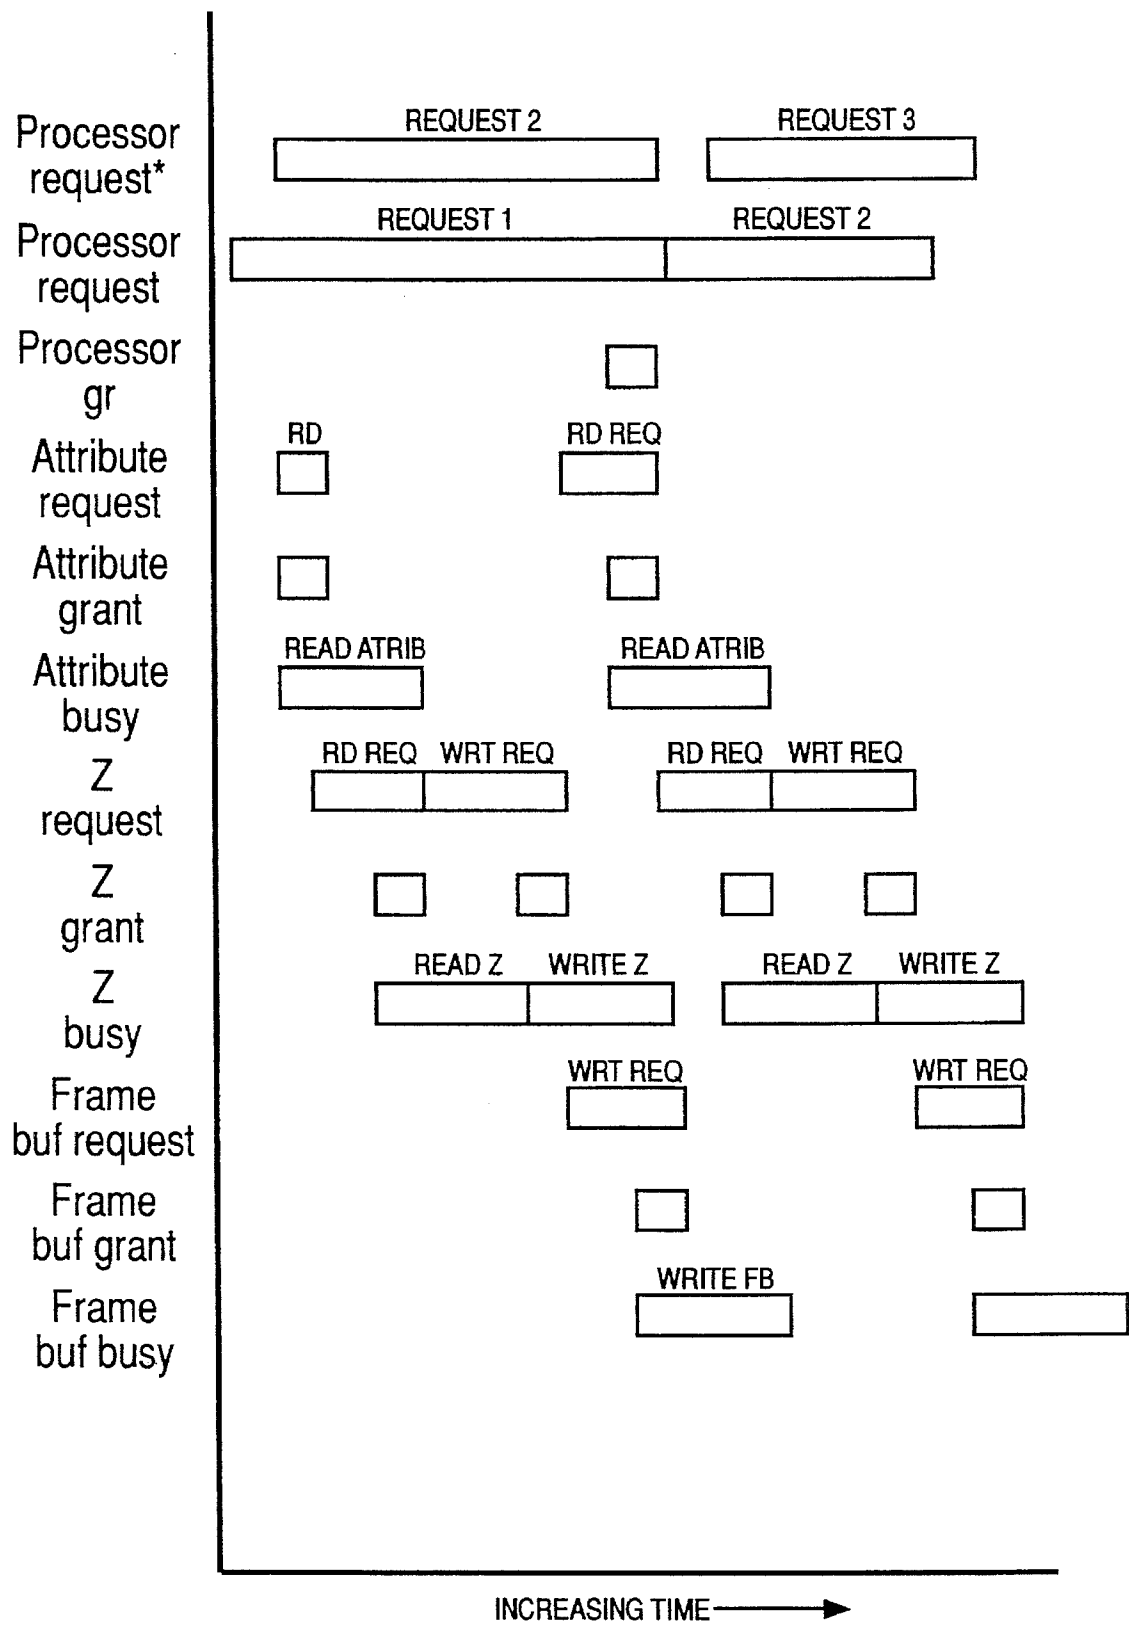 REQUEST 2 REQUEST 3
Processor
request*
REQUEST 1 REQUEST 2
Processor
request
Processor
gr
RD RD REQ
Attribute
request
Attribute
grant
READ ATRIB READ ATRIB
Attribute
busy
RD REQ WRT REQ RD REQ WRT REQ
Z
request
Z
grant
READ Z WRITE Z READ Z WRITE Z
Z
busy
WRT REQ WRT REQ
Frame
buf request
Frame
buf grant
WRITE FB
Frame
buf busy
INCREASING TIME